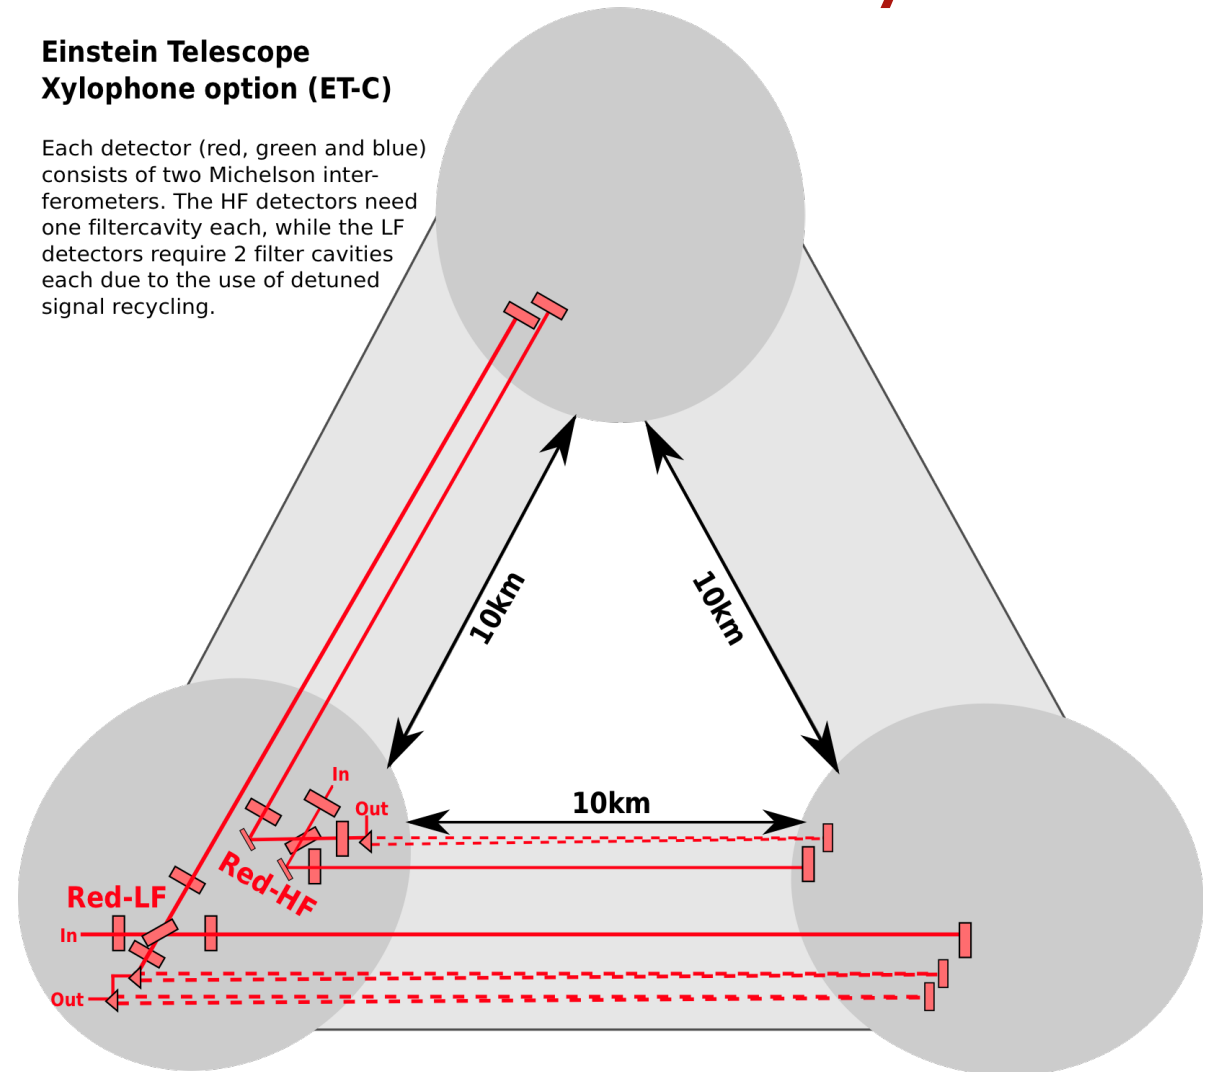 Einstein Telescope
Xylophone option (ET-C)
Each detector (red, green and blue)
consists of two Michelson inter-
ferometers. The HF detectors need
one filtercavity each, while the LF
detectors require 2 filter cavities
each due to the use of detuned
signal recycling.
10km
10km
In
Out
10km
Red-HF
Red-LF
In
Out